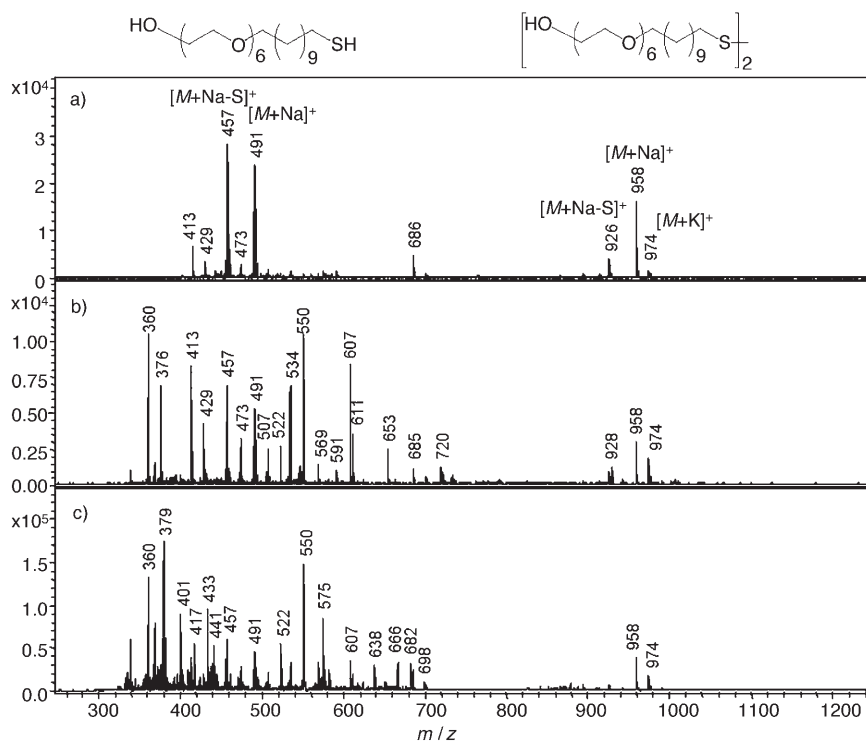 HO ( O ) 6 ( ) 9 SH
[ HO ( O ) 6 ( ) 9 S ] 2
x10⁴ a) [M+Na-S]⁺ [M+Na]⁺ [M+Na]⁺ [M+Na-S]⁺ [M+K]⁺
3
2
1
0
413 429 457 473 491 686 926 958 974
x10⁴ b)
1.00
0.75
0.50
0.25
0.00
360 376 413 429 457 473 491 507 522 534 550 569 591 607 611 653 685 720 928 958 974
x10⁵ c)
1.5
1.0
0.5
0.0
360 379 401 417 433 441 457 491 522 550 575 607 638 666 682 698 958 974
300 400 500 600 700 800 900 1000 1100 1200
m / z